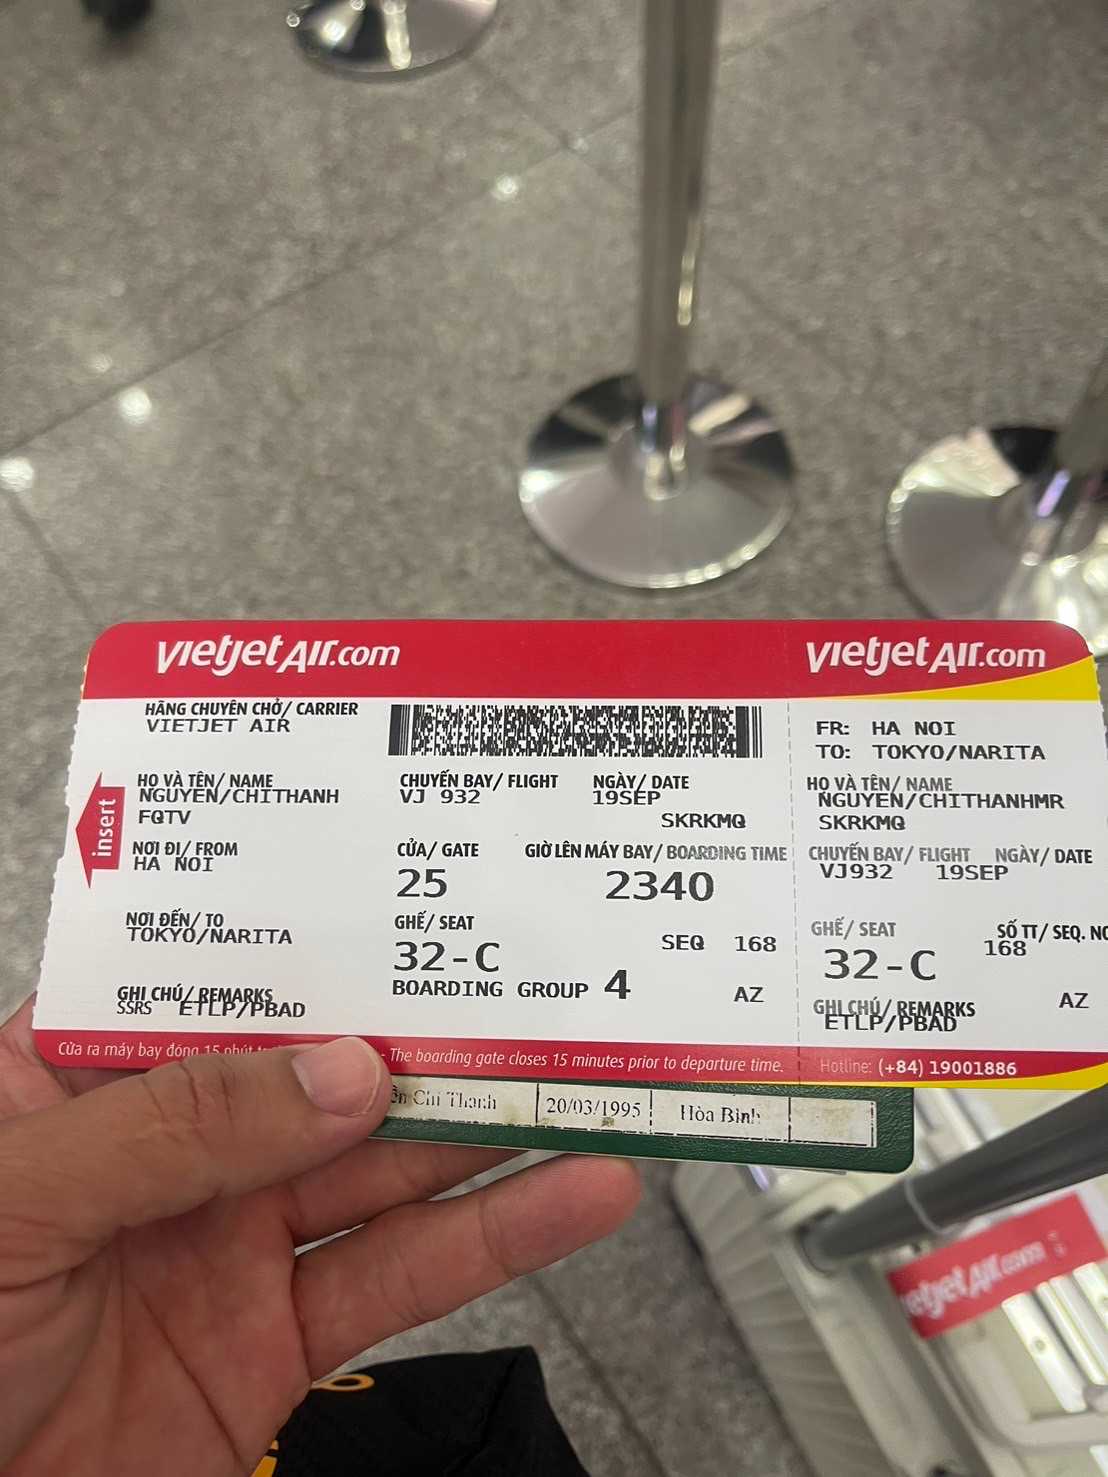 vietjetAir.com
vietjetAir.com
HÃNG CHUYÊN CHỞ/ CARRIER
VIETJET AIR
HỌ VÀ TÊN/ NAME
NGUYEN/CHITHANH
FQTV
CHUYẾN BAY/ FLIGHT
VJ 932
NGÀY/ DATE
19SEP
SKRKMQ
insert
NƠI ĐI/ FROM
HA NOI
CỬA/ GATE
25
GIỜ LÊN MÁY BAY/ BOARDING TIME
2340
NƠI ĐẾN/ TO
TOKYO/NARITA
GHẾ/ SEAT
32-C
SEQ 168
BOARDING GROUP 4
AZ
GHI CHÚ/ REMARKS
SSRS ETLP/PBAD
FR: HA NOI
TO: TOKYO/NARITA
HỌ VÀ TÊN/ NAME
NGUYEN/CHITHANHMR
SKRKMQ
CHUYẾN BAY/ FLIGHT NGÀY/ DATE
VJ932 19SEP
GHẾ/ SEAT
32-C
SỐ TT/ SEQ. NO
168
GHI CHÚ/ REMARKS
ETLP/PBAD
AZ
Cửa ra máy bay đóng 15 phút
- The boarding gate closes 15 minutes prior to departure time.
Hotline: (+84) 19001886
Chí Thanh 20/03/1995 Hòa Bình
vietjetAir.com